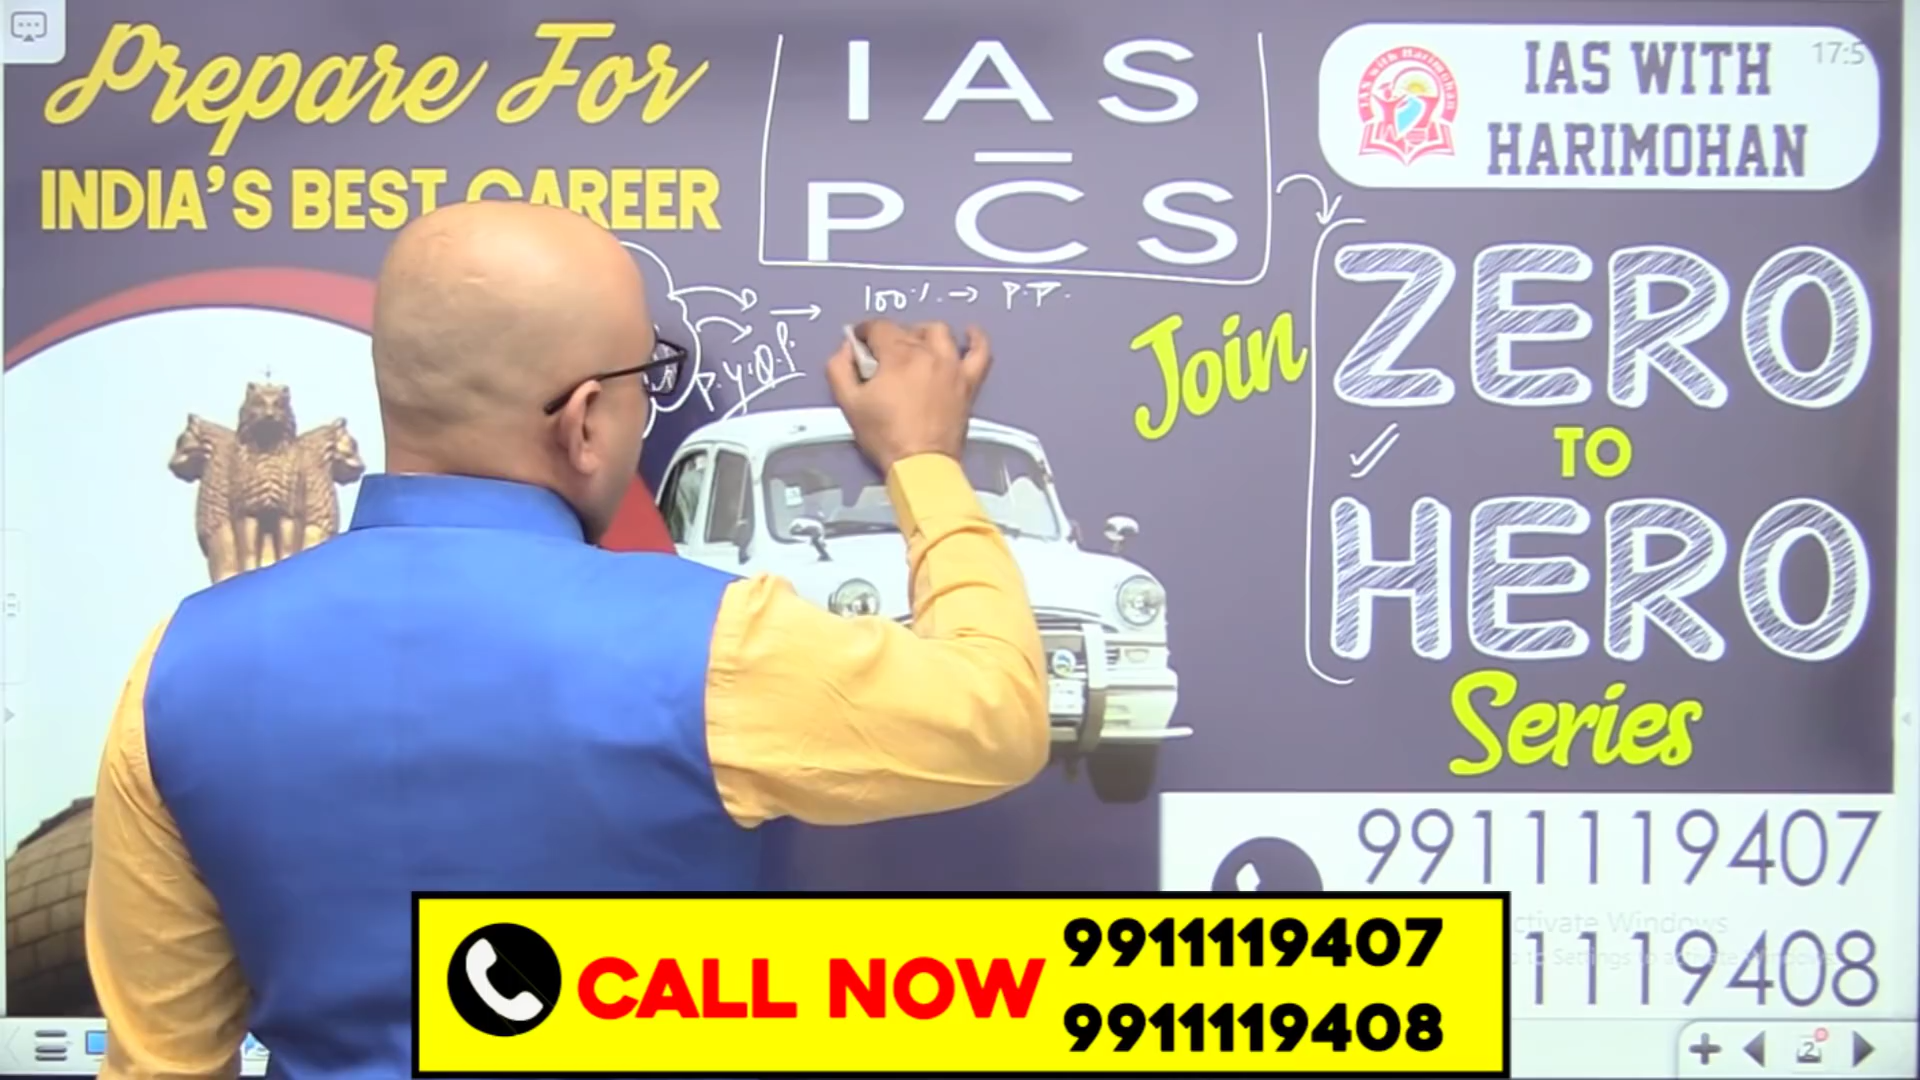 Prepare For
INDIA'S BEST CAREER
IAS
–
PCS
IAS WITH
HARIMOHAN
17:5
100% → P.P.
P.Y.Q.P.
Join
ZERO
TO
HERO
Series
9911119407
1119408
CALL NOW
9911119407
9911119408
2